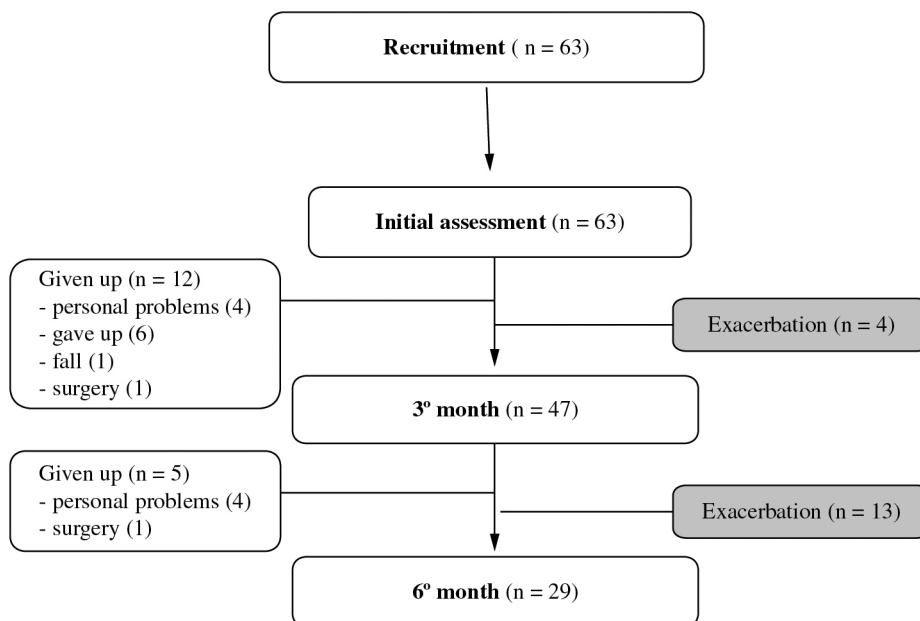 Recruitment ( n = 63)
Initial assessment (n = 63)
Given up (n = 12)
- personal problems (4)
- gave up (6)
- fall (1)
- surgery (1)
Exacerbation (n = 4)
3º month (n = 47)
Given up (n = 5)
- personal problems (4)
- surgery (1)
Exacerbation (n = 13)
6º month (n = 29)